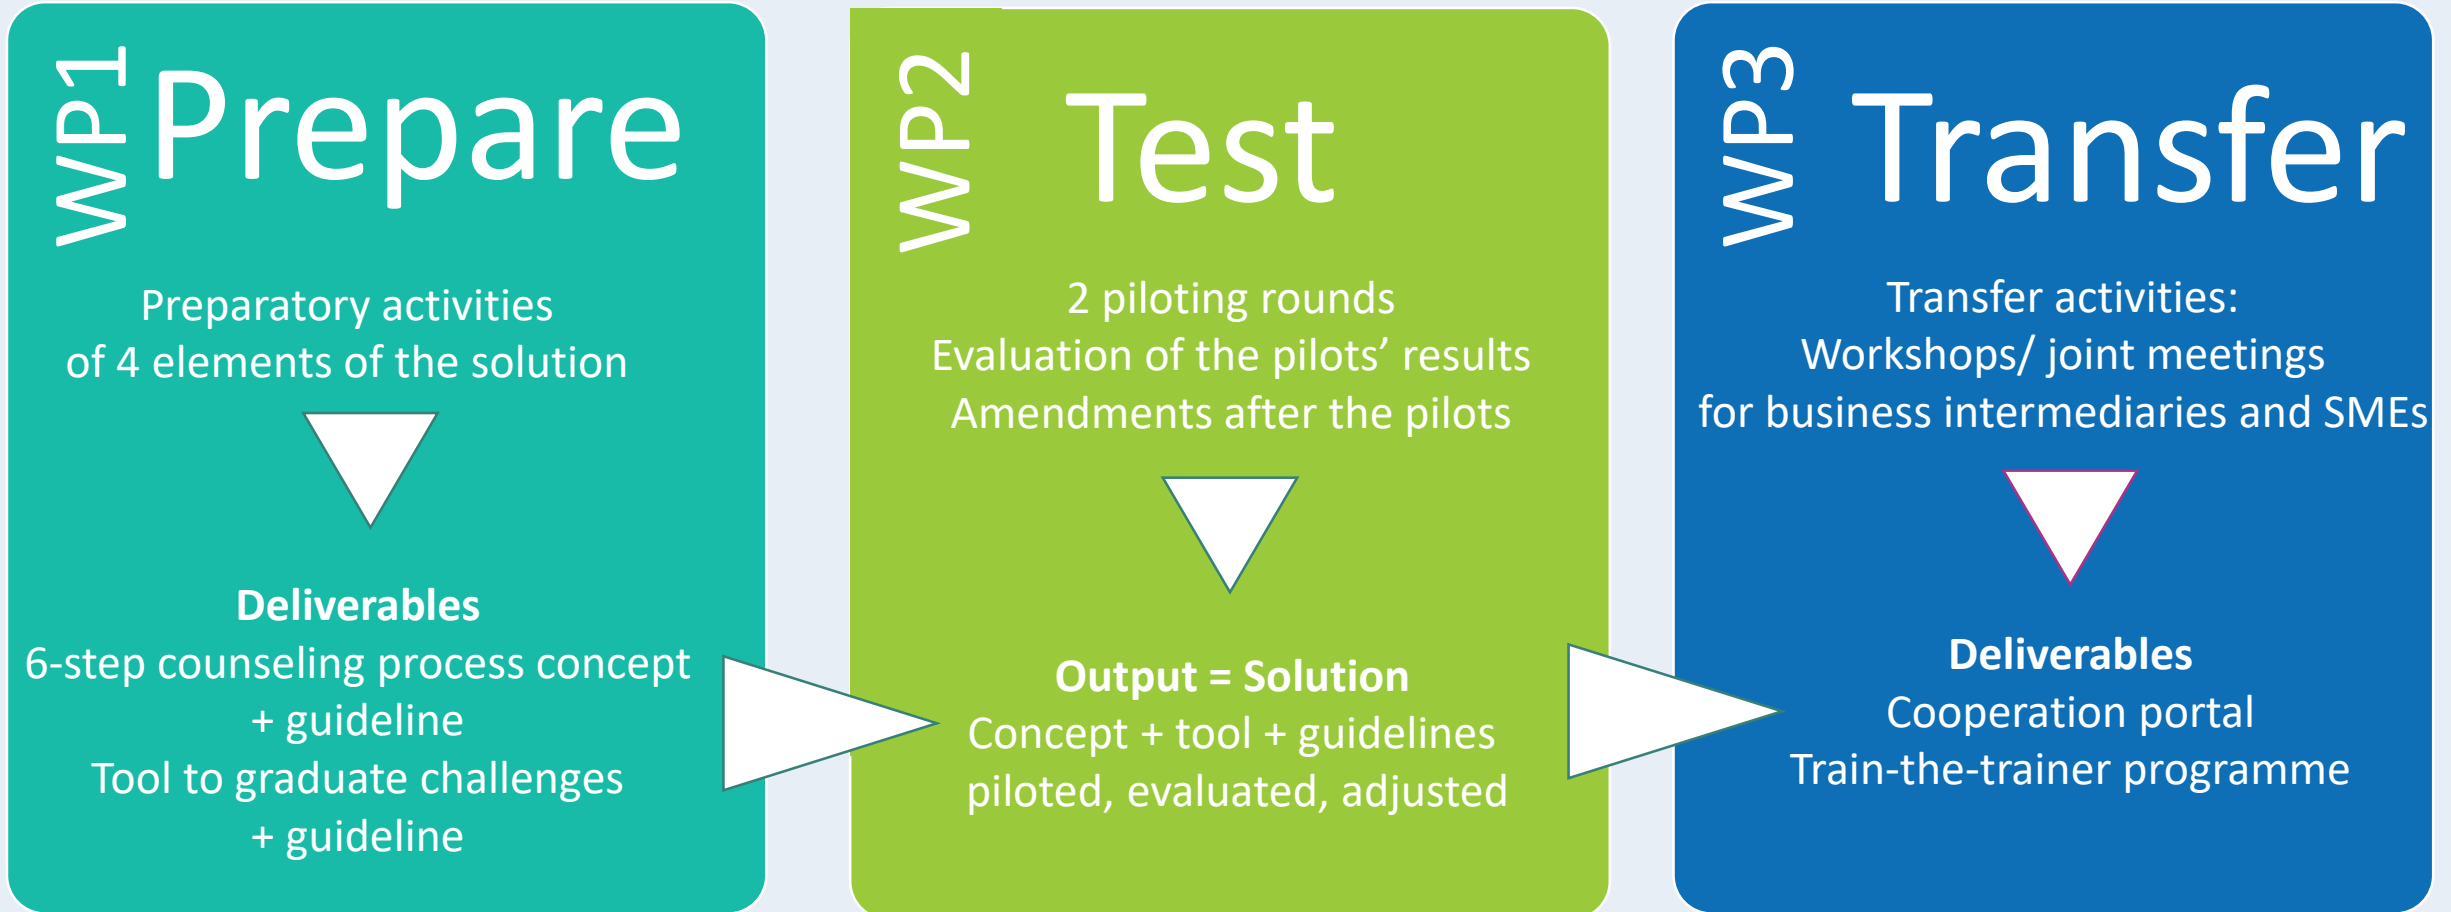 WP1
Prepare
Preparatory activities
of 4 elements of the solution
Deliverables
6-step counseling process concept
+ guideline
Tool to graduate challenges
+ guideline
WP2
Test
2 piloting rounds
Evaluation of the pilots’ results
Amendments after the pilots
Output = Solution
Concept + tool + guidelines
piloted, evaluated, adjusted
WP3
Transfer
Transfer activities:
Workshops/ joint meetings
for business intermediaries and SMEs
Deliverables
Cooperation portal
Train-the-trainer programme